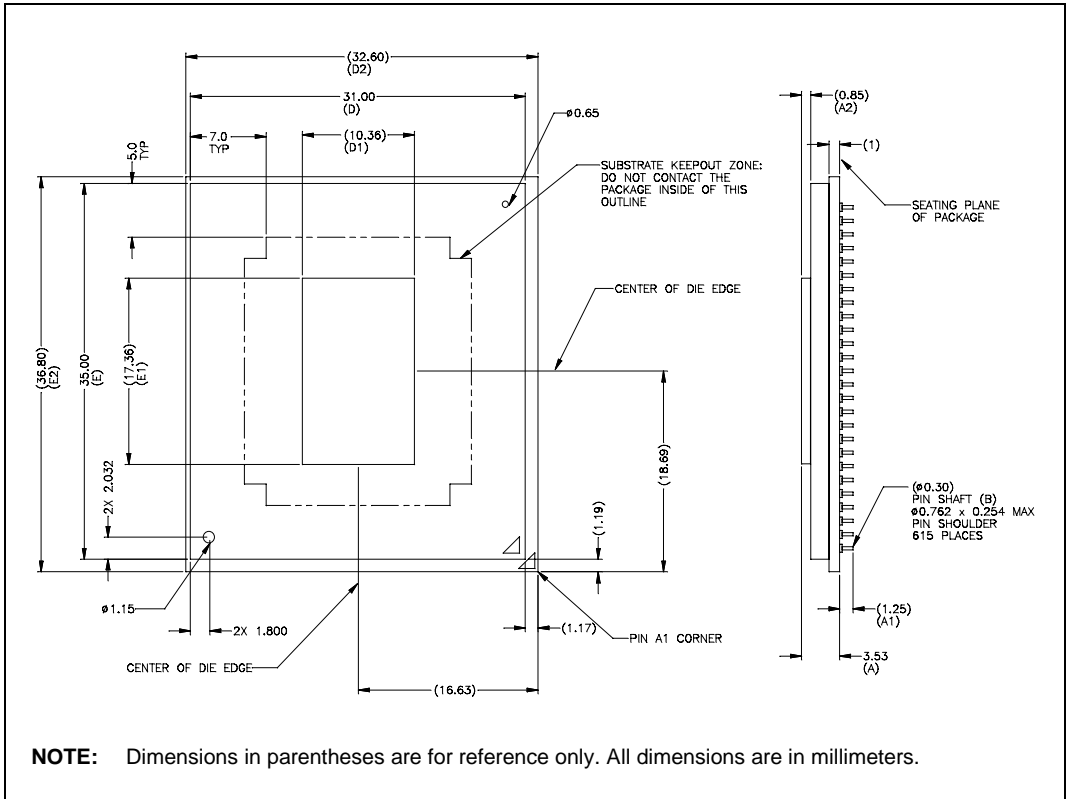 (32.60)
(D2)
31.00
(D)
7.0
TYP
(10.36)
(D1)
5.0
TYP
ø0.65
SUBSTRATE KEEPOUT ZONE:
DO NOT CONTACT THE
PACKAGE INSIDE OF THIS
OUTLINE
(0.85)
(A2)
(1)
SEATING PLANE
OF PACKAGE
CENTER OF DIE EDGE
(36.80)
(E2)
35.00
(E)
(17.36)
(E1)
2X 2.032
(18.69)
(1.19)
(ø0.30)
PIN SHAFT (B)
ø0.762 x 0.254 MAX
PIN SHOULDER
615 PLACES
ø1.15
2X 1.800
(1.17)
PIN A1 CORNER
(1.25)
(A1)
3.53
(A)
CENTER OF DIE EDGE
(16.63)
NOTE: Dimensions in parentheses are for reference only. All dimensions are in millimeters.